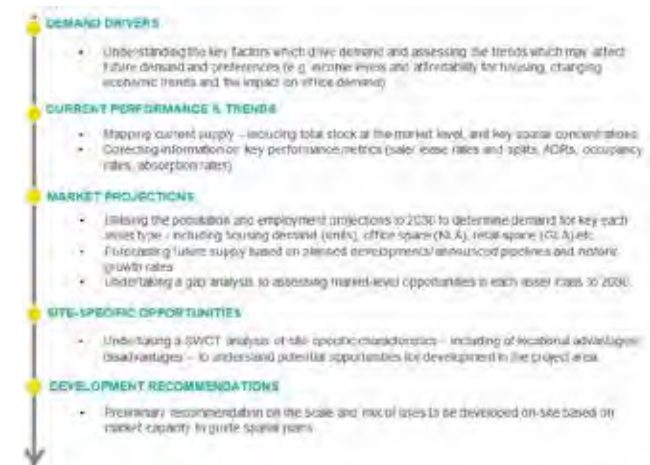 DEMAND DRIVERS
• Understanding the key factors which drive demand and assessing the trends which may affect
future demand and preferences (e.g. income levels and affordability for housing, changing
economic trends and the impact on office demand)
CURRENT PERFORMANCE & TRENDS
• Mapping current supply – including total stock at the market level, and key spatial concentrations
• Collecting information on key performance metrics (sale/ lease rates and splits, ADRs, occupancy
rates, absorption rates)
MARKET PROJECTIONS
• Utilising the population and employment projections to 2030 to determine demand for key each
asset type - including housing demand (units), office space (NLA), retail space (GLA) etc
• Forecasting future supply based on planned developments/ announced pipelines and historic
growth rates
• Undertaking a gap analysis to assessing market-level opportunities in each asset class to 2030.
SITE-SPECIFIC OPPORTUNITIES
• Undertaking a SWOT analysis of site-specific characteristics – including of locational advantages/
disadvantages – to understand potential opportunities for development in the project area
DEVELOPMENT RECOMMENDATIONS
• Preliminary recommendation on the scale and mix of uses to be developed on-site based on
market capacity to guide spatial plans